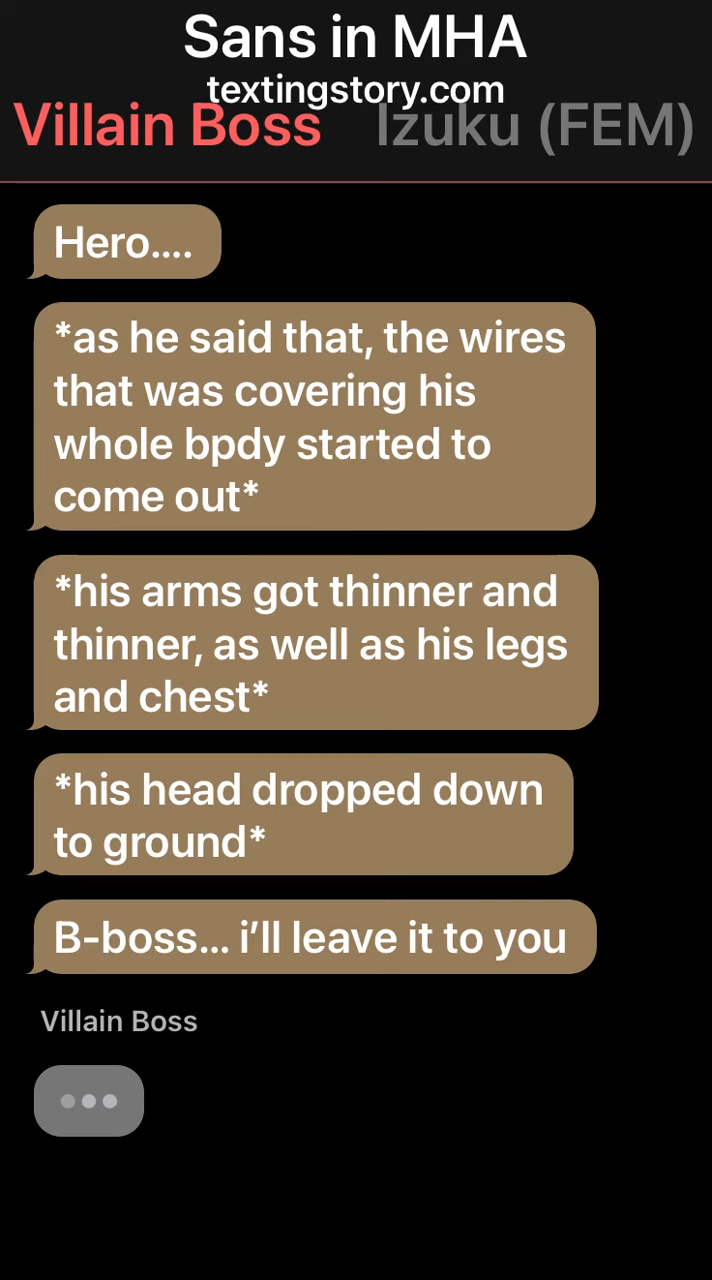 Sans in MHA
textingstory.com
Villain Boss Izuku (FEM)
Hero....
*as he said that, the wires
that was covering his
whole bpdy started to
come out*
*his arms got thinner and
thinner, as well as his legs
and chest*
*his head dropped down
to ground*
B-boss... i’ll leave it to you
Villain Boss